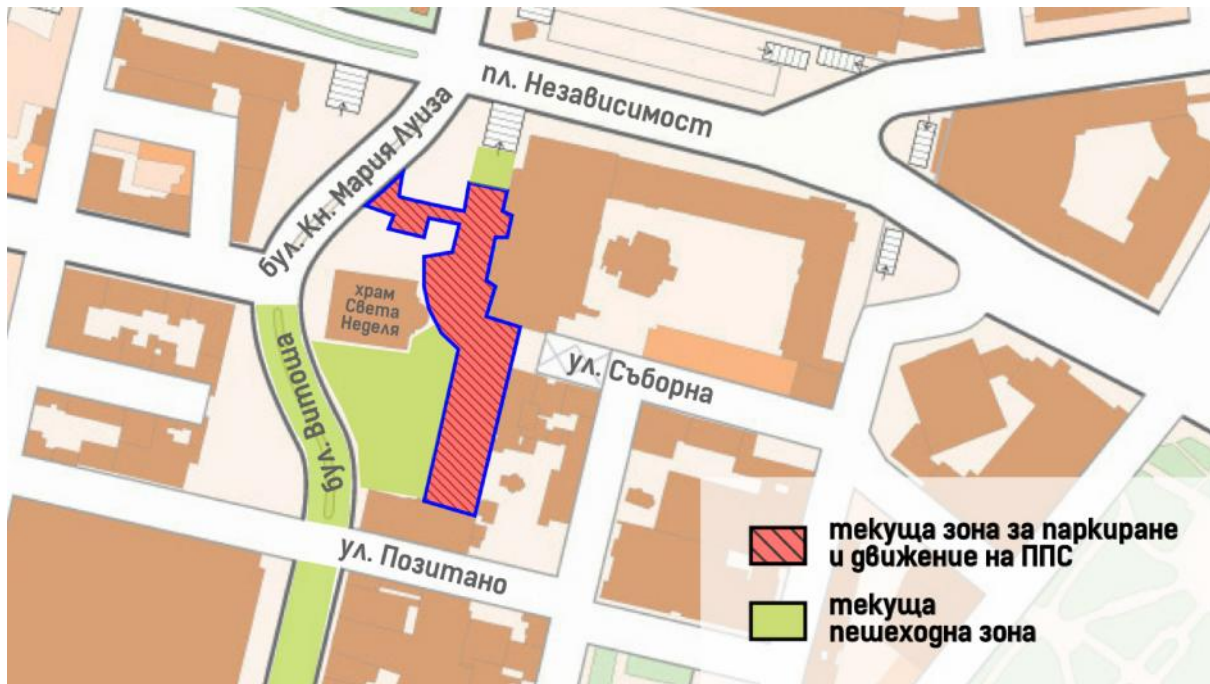 пл. Независимост
бул. Кн. Мария Луиза
храм
Света
Неделя
ул. Съборна
бул. Витоша
ул. Позитано
текуща зона за паркиране
и движение на ППС
текуща
пешеходна зона